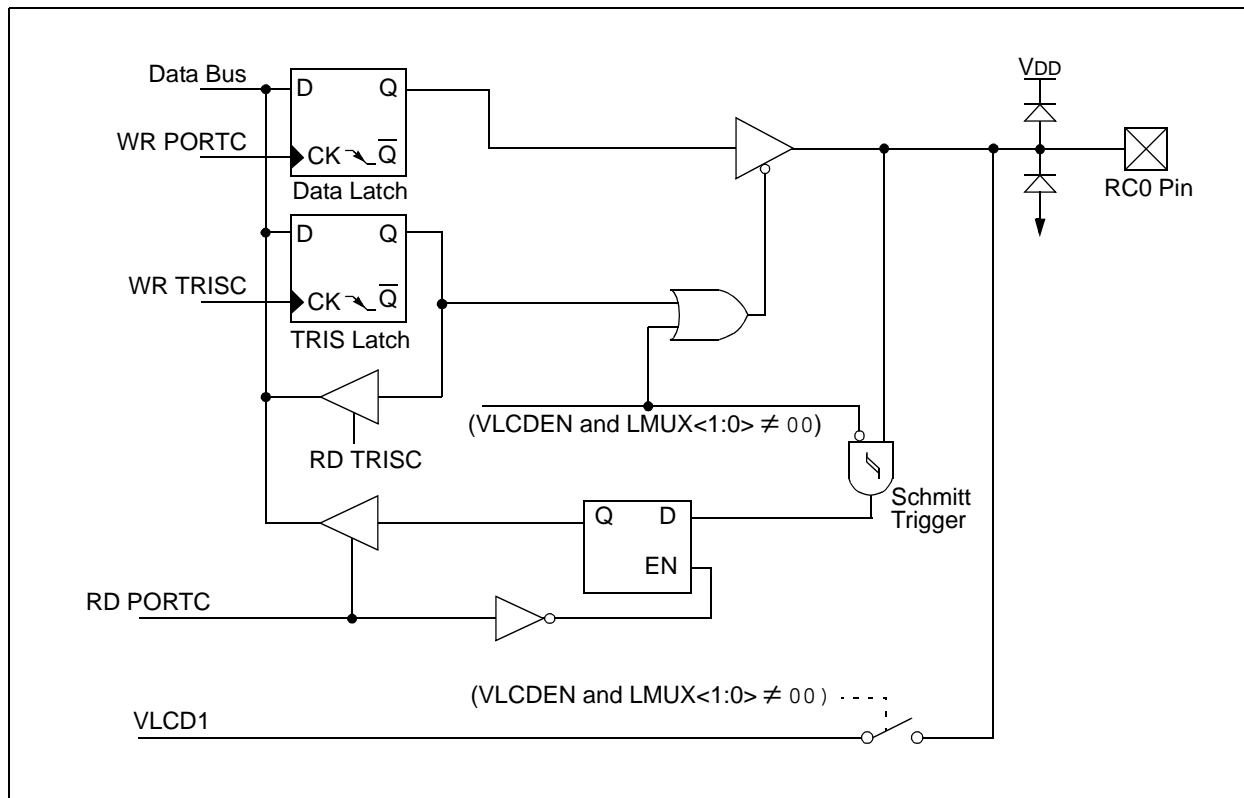 Data Bus
D Q
VDD
WR PORTC
CK Q̅
Data Latch
RC0 Pin
D Q
WR TRISC
CK Q̅
TRIS Latch
(VLCDEN and LMUX<1:0> ≠ 00)
RD TRISC
Schmitt
Trigger
Q D
EN
RD PORTC
(VLCDEN and LMUX<1:0> ≠ 00 )
VLCD1